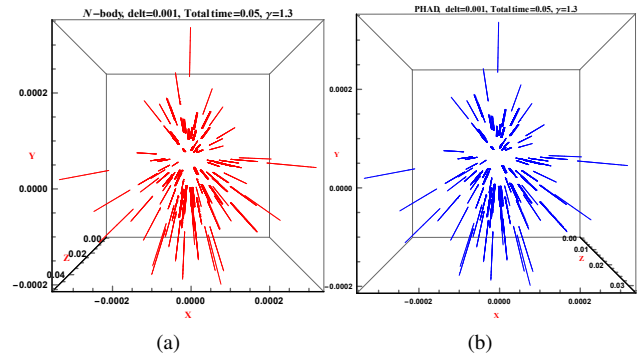 N-body, delt=0.001, Total time=0.05, γ=1.3
0.0002
Y
0.0000
0.00
0.02
Z
0.04
-0.0002
-0.0002
0.0000
0.0002
X
(a)
PHAD, delt=0.001, Total time=0.05, γ=1.3
0.0002
Y
0.0000
0.00
0.01
Z
0.02
0.03
-0.0002
-0.0002
0.0000
0.0002
X
(b)